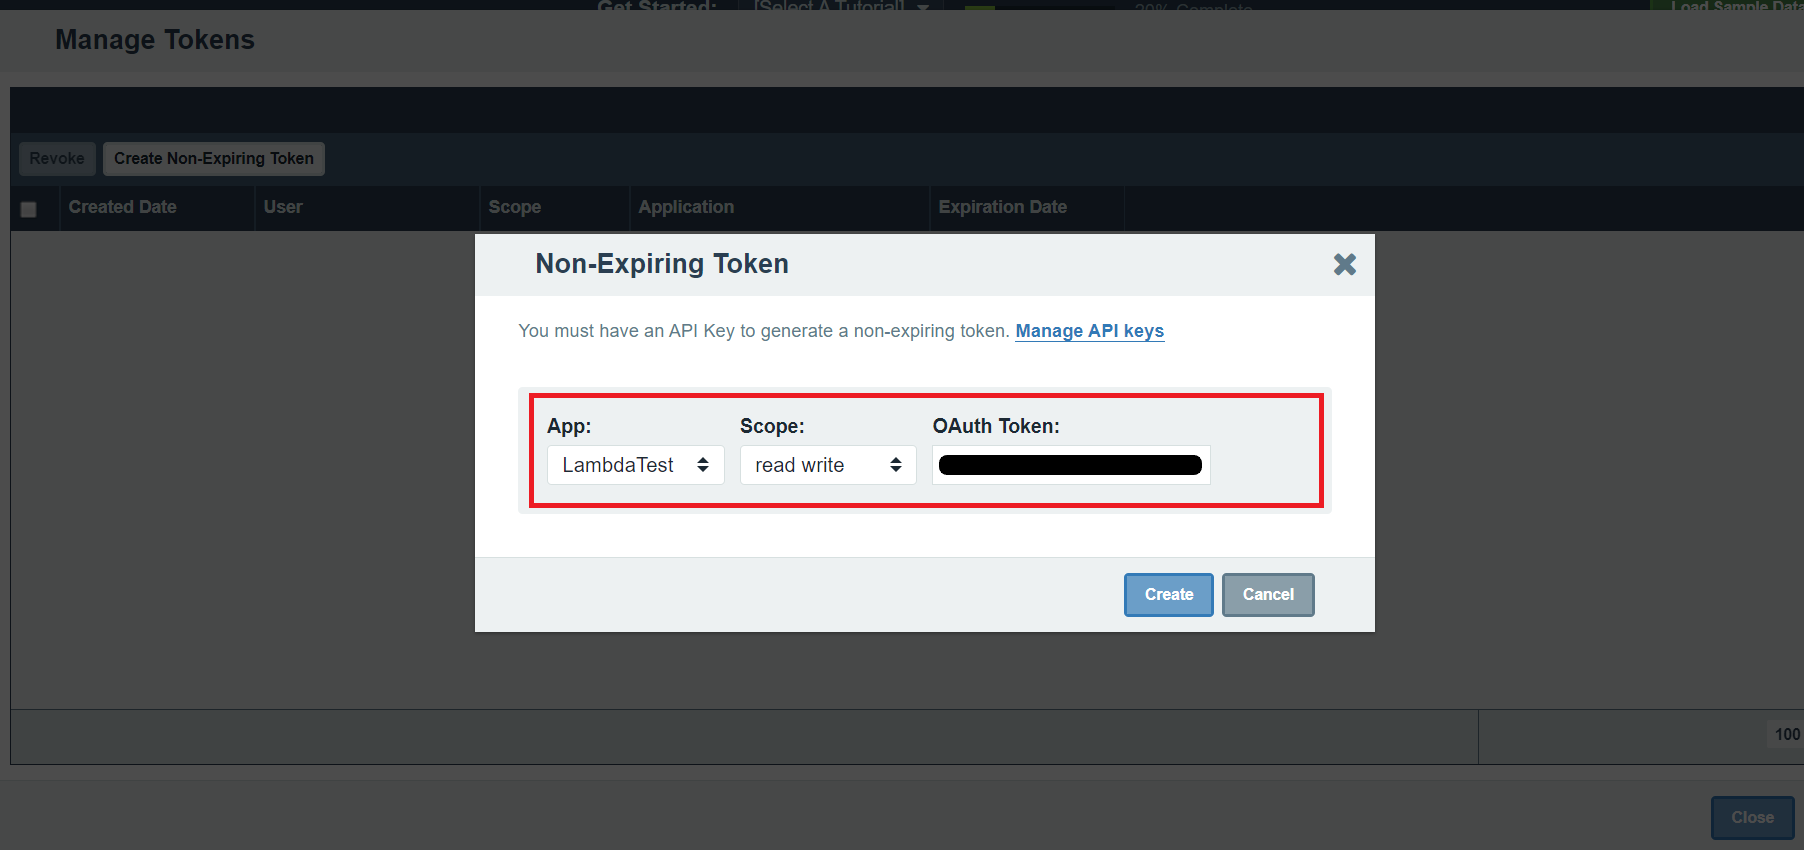 Get Started: [Select A Tutorial] 20% Complete Load Sample Data
Manage Tokens
Revoke Create Non-Expiring Token
Created Date User Scope Application Expiration Date
Non-Expiring Token
You must have an API Key to generate a non-expiring token. Manage API keys
App: Scope: OAuth Token:
LambdaTest read write
Create Cancel
100
Close